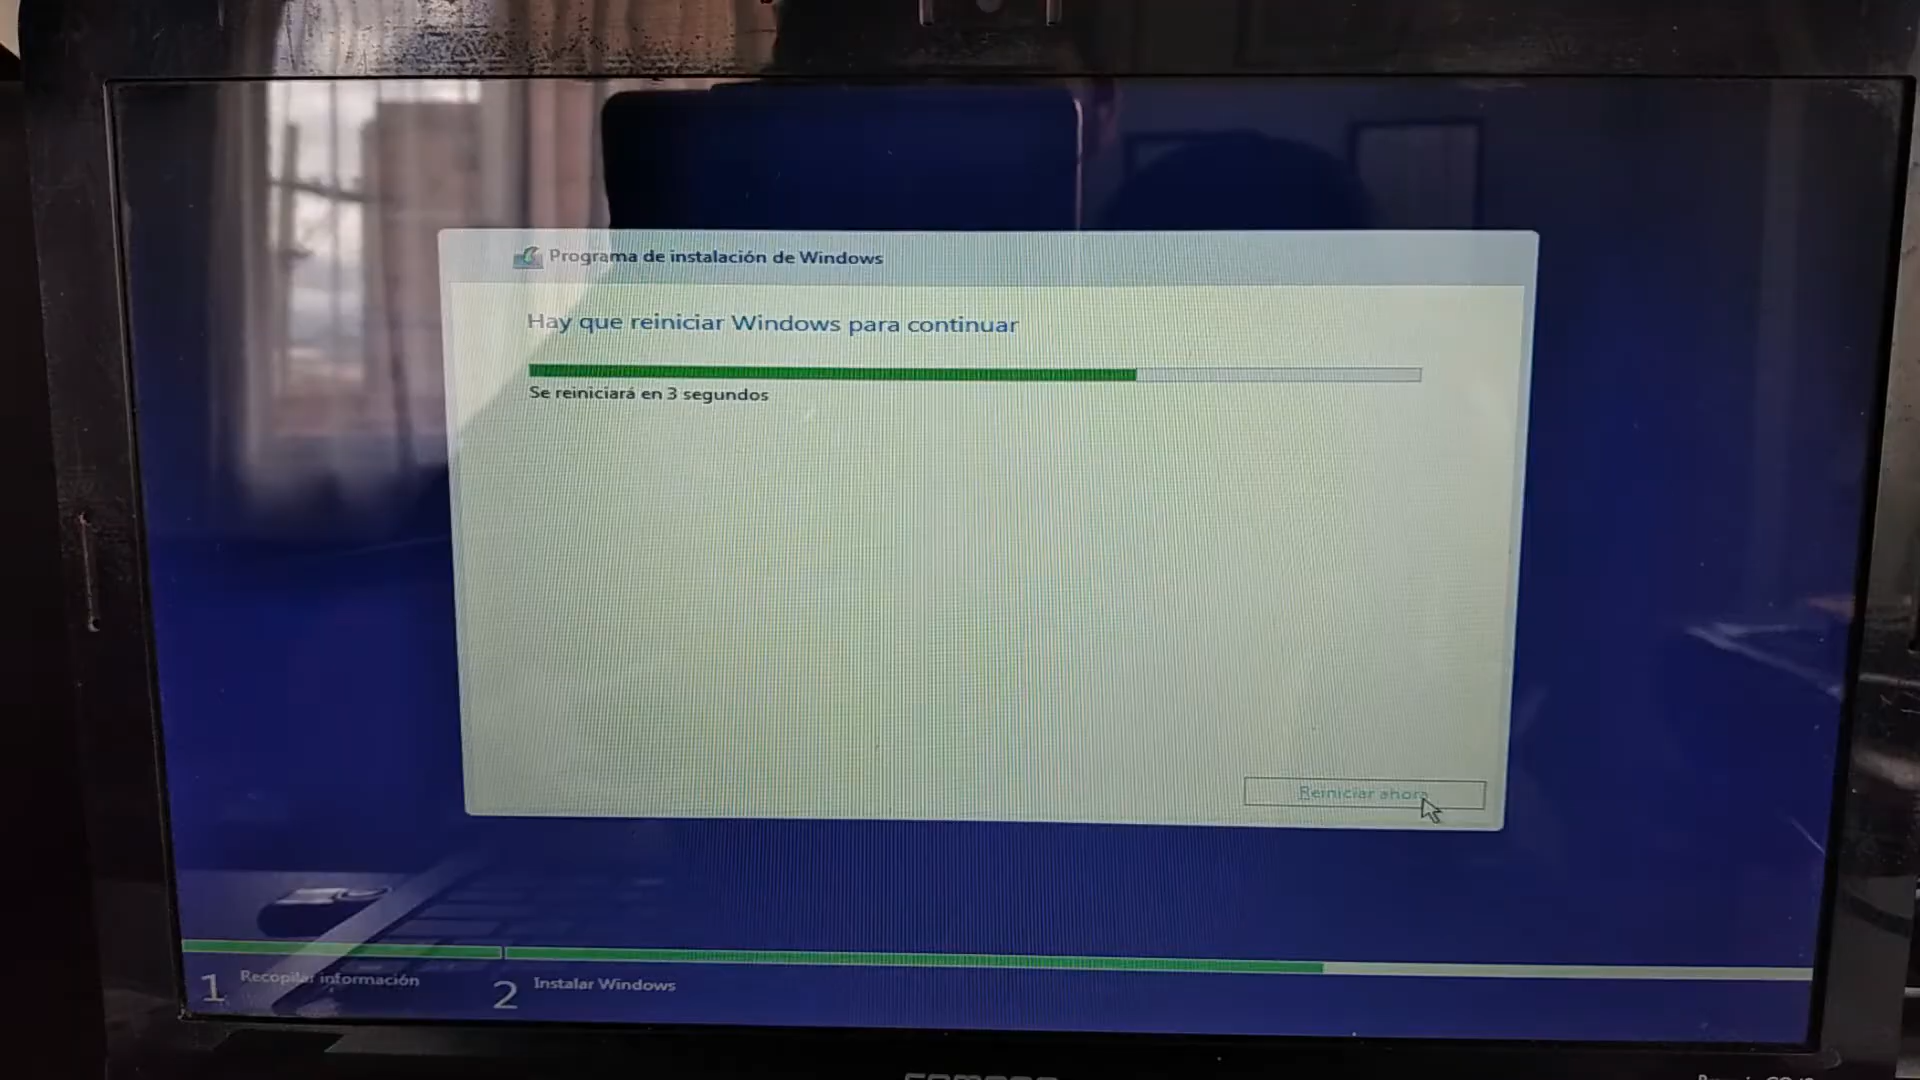 Programa de instalación de Windows
Hay que reiniciar Windows para continuar
Se reiniciará en 3 segundos
Reiniciar ahora
1 Recopilar información
2 Instalar Windows